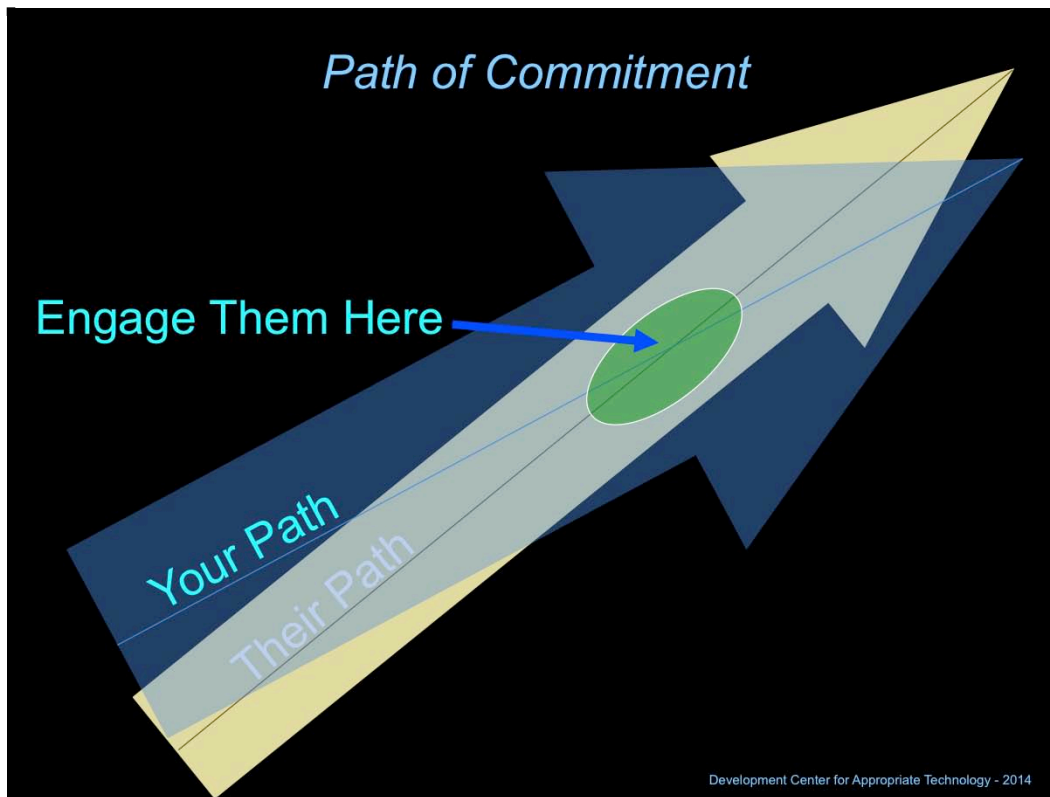 Path of Commitment
Engage Them Here
Your Path
Their Path
Development Center for Appropriate Technology - 2014